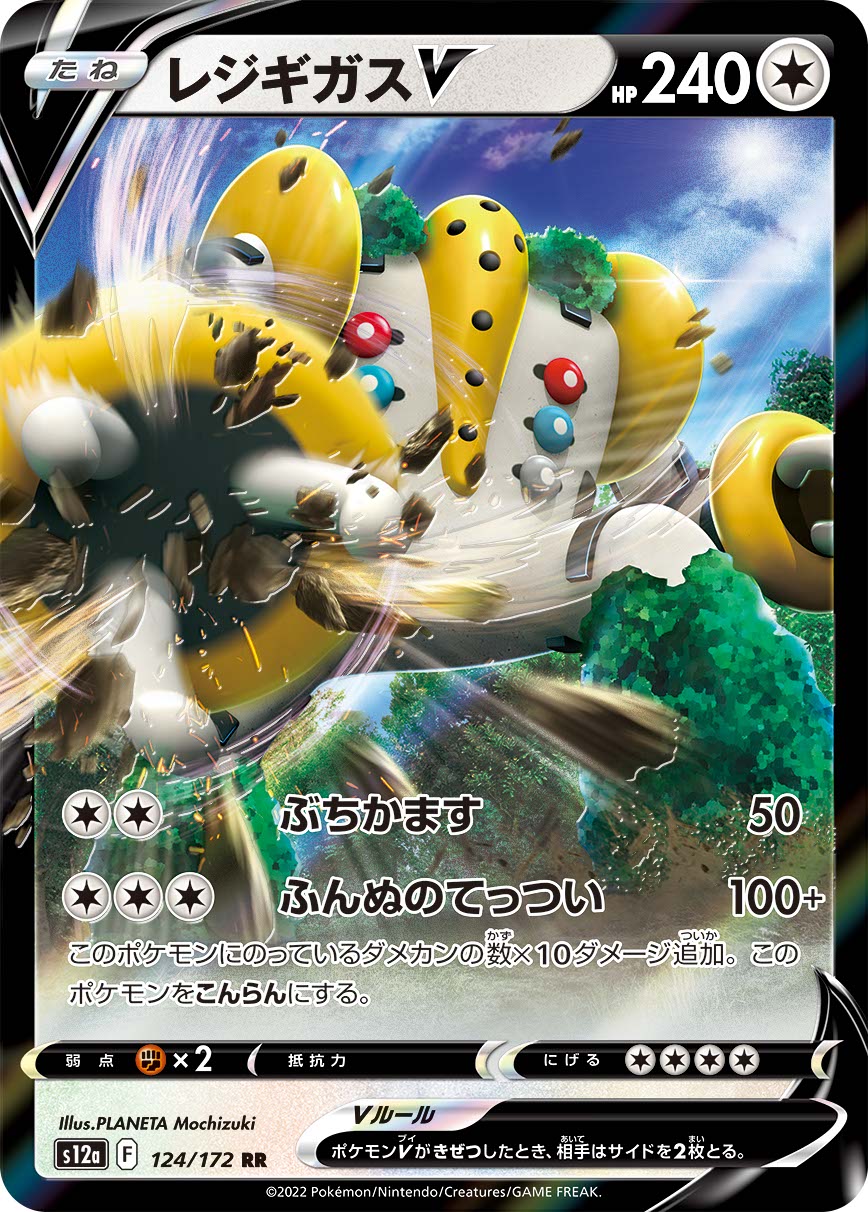 たね レジギガスV HP 240
ぶちかます 50
ふんぬのてっつい 100+
このポケモンにのっているダメカンの数×10ダメージ追加。この
ポケモンをこんらんにする。
弱点 ×2 抵抗力 にげる
Illus.PLANETA Mochizuki
Vルール
ポケモンVがきぜつしたとき、相手はサイドを2枚とる。
s12a F 124/172 RR
©2022 Pokémon/Nintendo/Creatures/GAME FREAK.